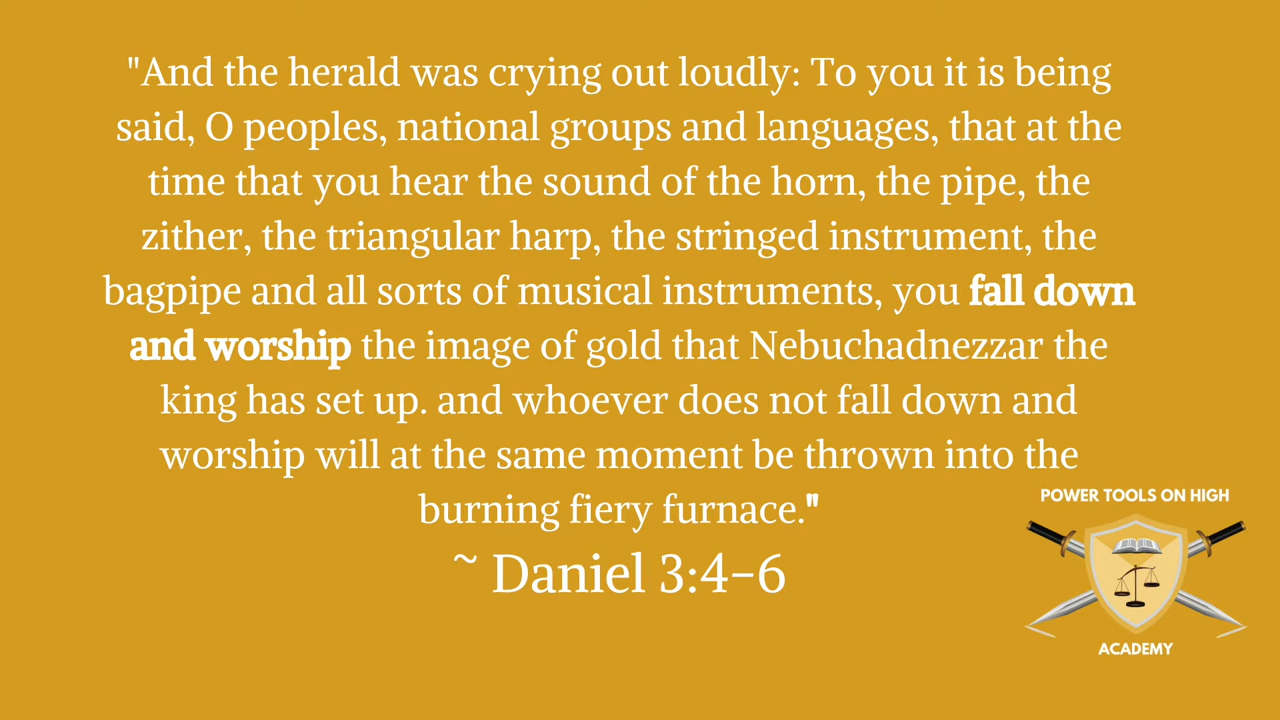 "And the herald was crying out loudly: To you it is being
said, O peoples, national groups and languages, that at the
time that you hear the sound of the horn, the pipe, the
zither, the triangular harp, the stringed instrument, the
bagpipe and all sorts of musical instruments, you fall down
and worship the image of gold that Nebuchadnezzar the
king has set up. and whoever does not fall down and
worship will at the same moment be thrown into the
burning fiery furnace."
~ Daniel 3:4–6
POWER TOOLS ON HIGH
ACADEMY